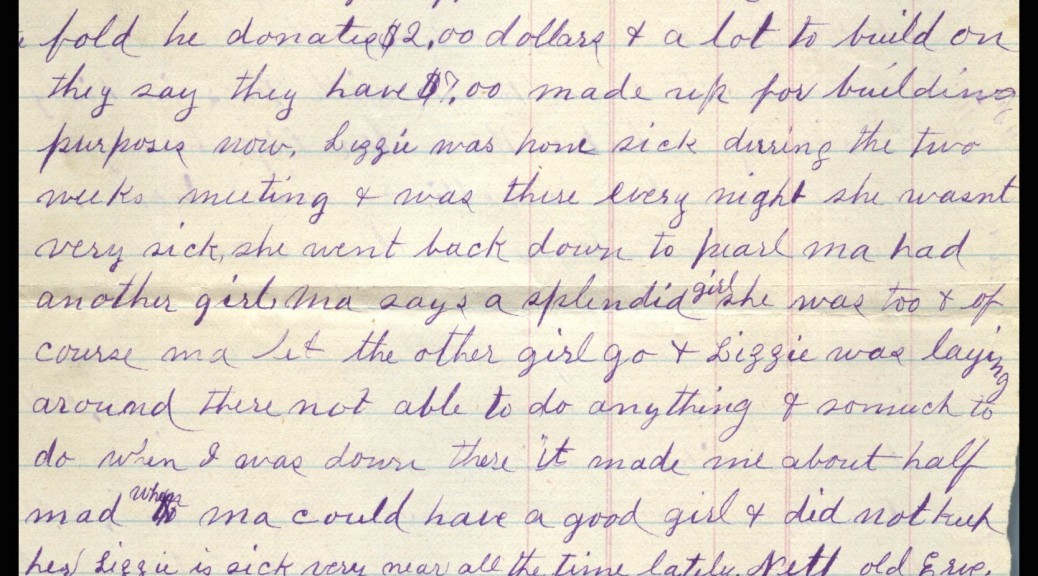 fold he donates $2.00 dollars & a lot to build on
they say they have $7.00 made up for building
purposes now. Lizzie was home sick durring the two
weeks meeting & was there every night she wasnt
very sick, she went back down to pearl ma had
another girl ma says a splendid girl she was too & of
course ma let the other girl go & Lizzie was laying
around there not able to do anything & somuch to
do when I was down there it made me about half
mad when ma could have a good girl & did not keep
her Lizzie is sick very near all the time lately. Nett old